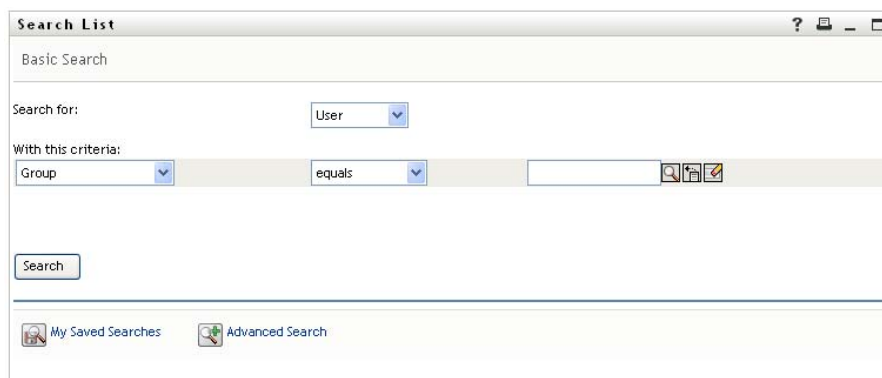 Search List ?
Basic Search
Search for: User
With this criteria:
Group equals
Search
My Saved Searches Advanced Search